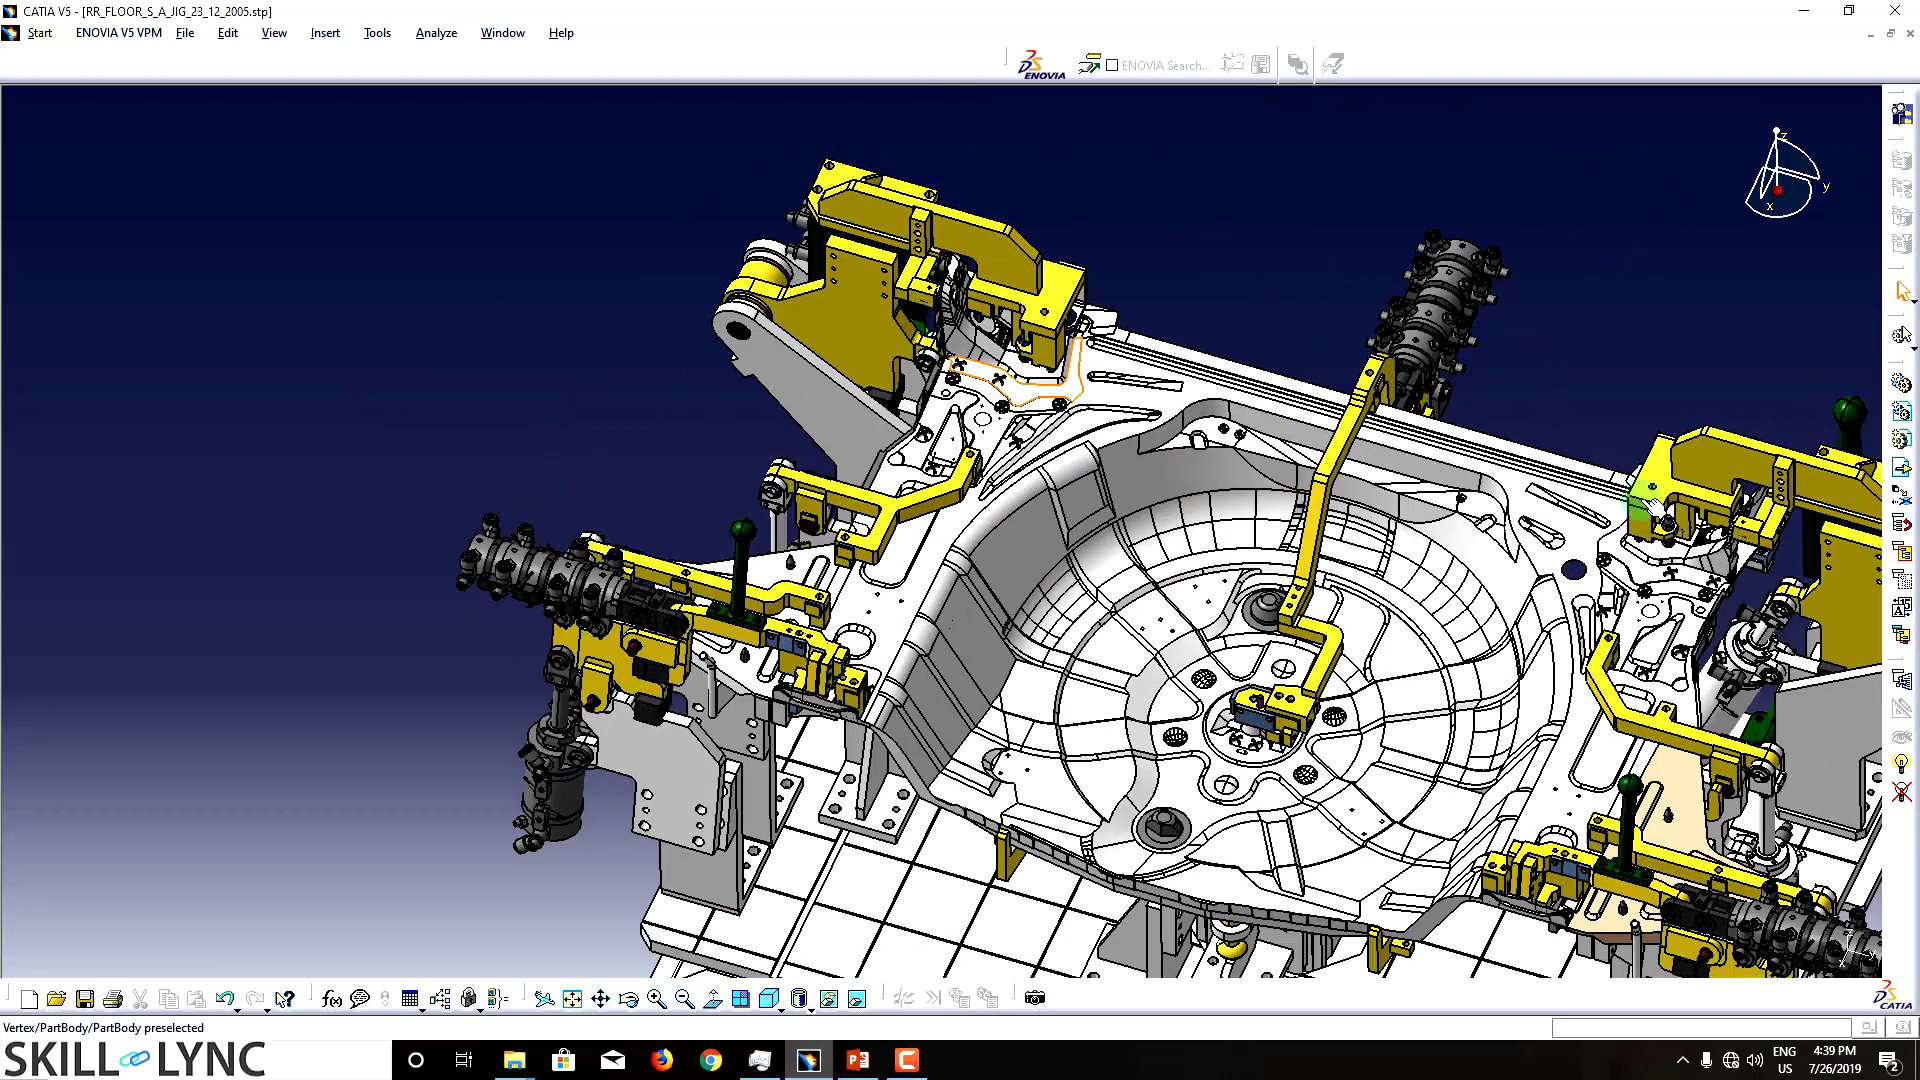 CATIA V5 - [RR_FLOOR_S_A_JIG_23_12_2005.stp]
Start ENOVIA V5 VPM File Edit View Insert Tools Analyze Window Help
ENOVIA
ENOVIA Search...
z
y
x
f(x)
CATIA
Vertex/PartBody/PartBody preselected
SKILL LYNC
ENG 4:39 PM
US 7/26/2019
2